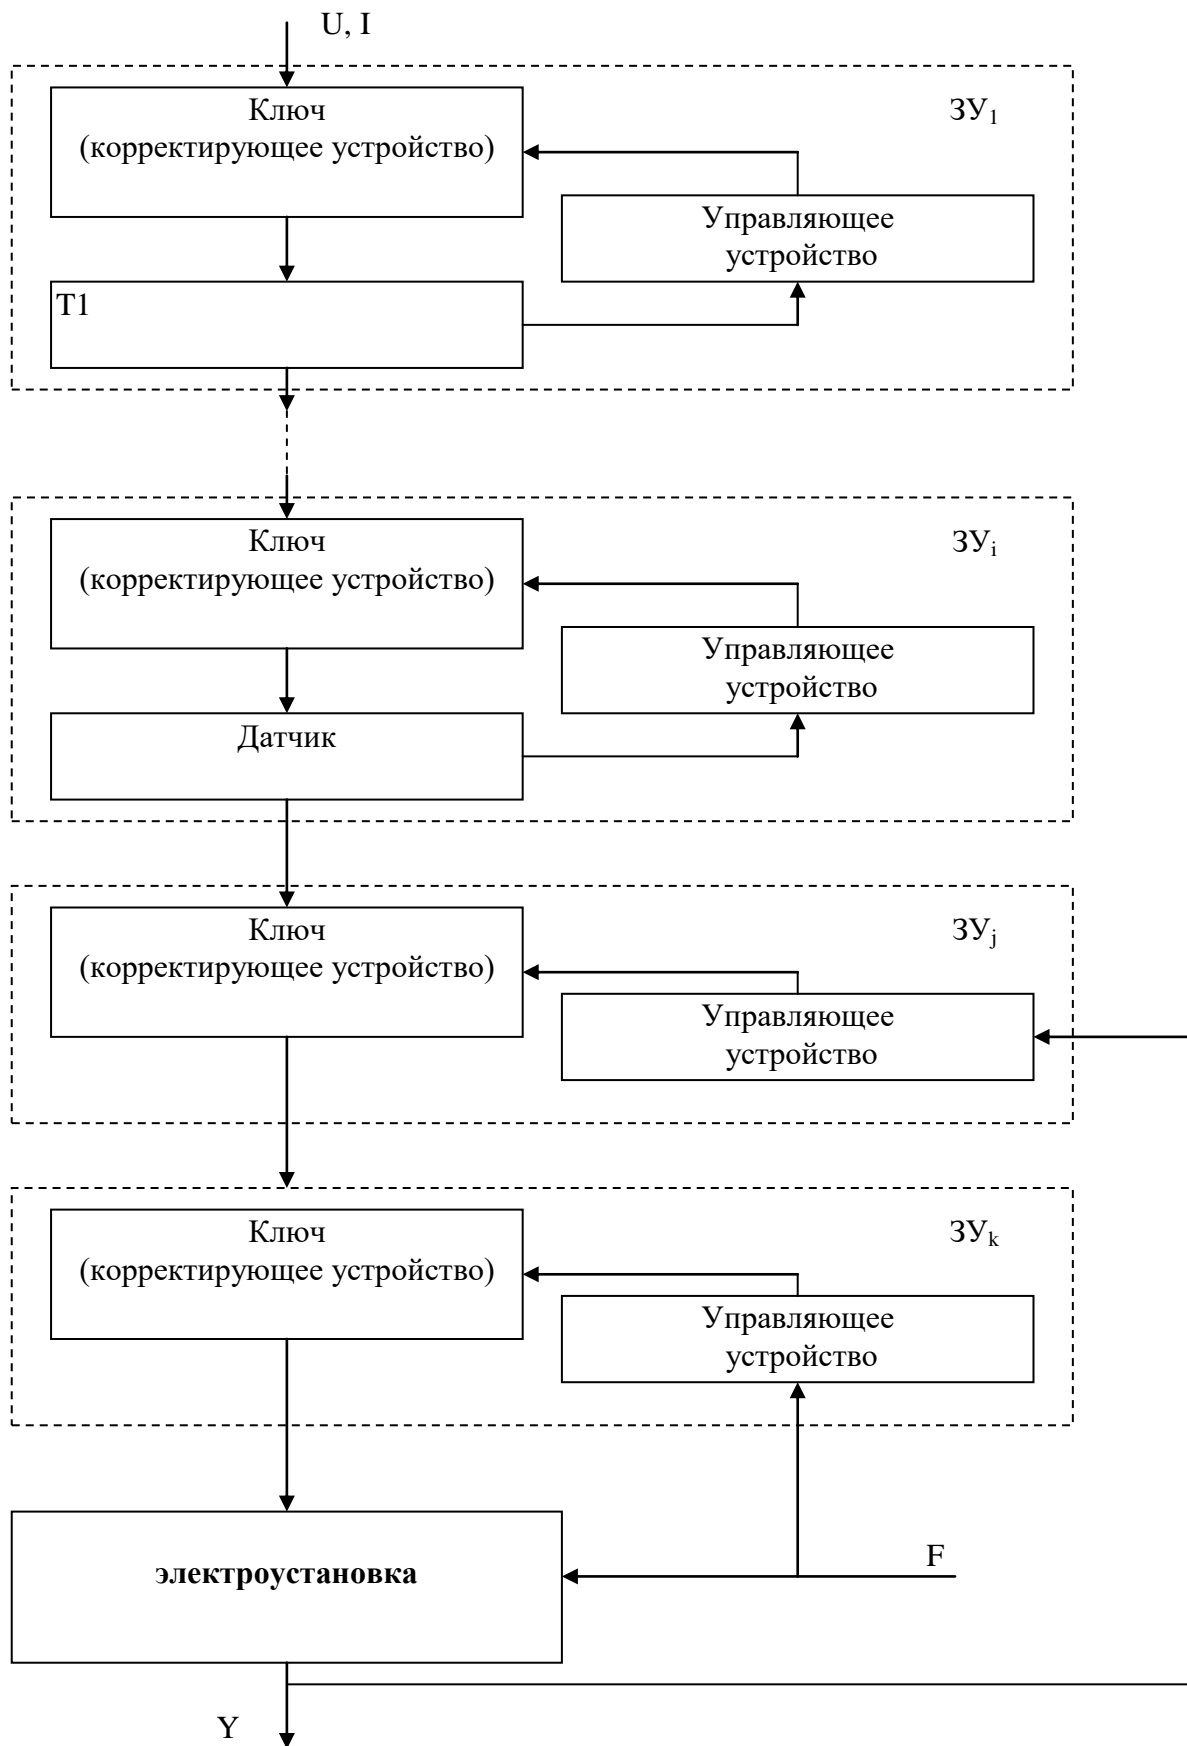 U, I
Ключ
(корректирующее устройство)
ЗУ₁
Управляющее
устройство
Т1
Ключ
(корректирующее устройство)
ЗУᵢ
Управляющее
устройство
Датчик
Ключ
(корректирующее устройство)
ЗУⱼ
Управляющее
устройство
Ключ
(корректирующее устройство)
ЗУₖ
Управляющее
устройство
электроустановка
F
Y